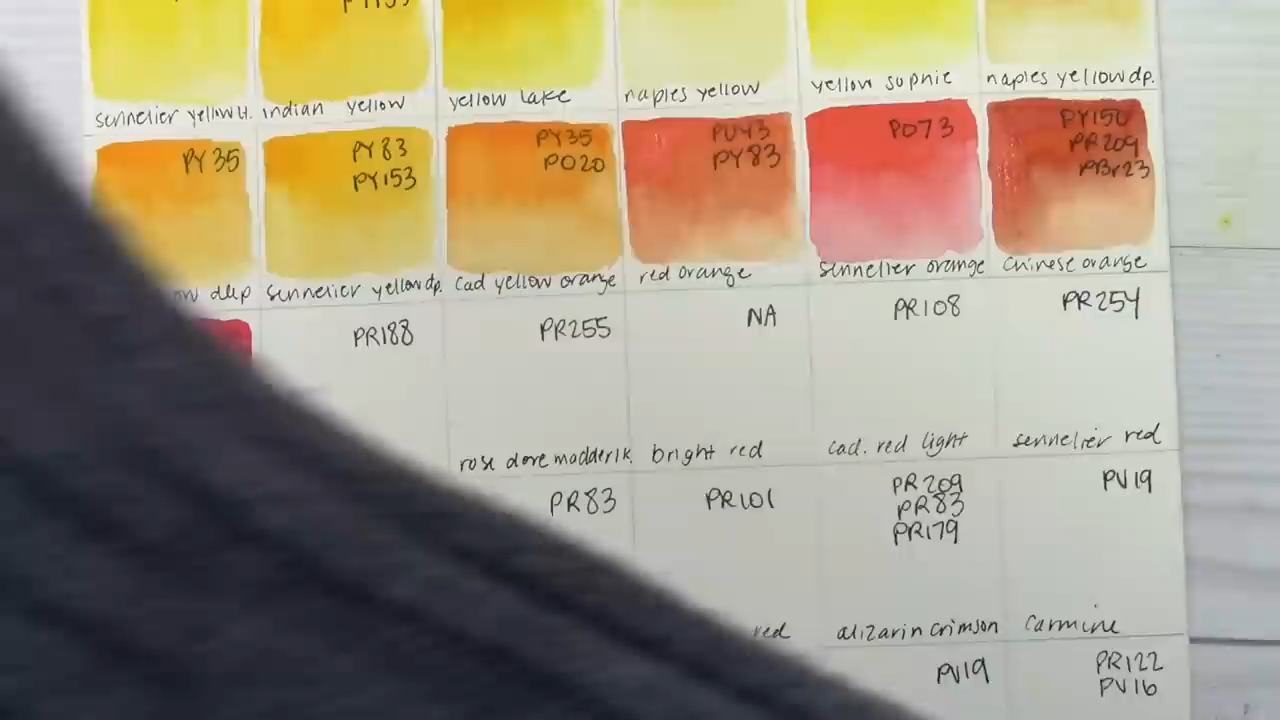 sennelier yellow lt. indian yellow yellow lake naples yellow yellow sophie naples yellow dp.
PY35 PY83 PY35 PY83 PO73 PY150
PY153 PO20 PR209
PBr23
deep sennelier yellow dp. cad yellow orange red orange sennelier orange chinese orange
PR188 PR255 NA PR108 PR254
rose dore madder lk. bright red cad. red light sennelier red
PR83 PR101 PR209 PV19
PR83
PR179
red alizarin crimson carmine
PV19 PR122
PV16